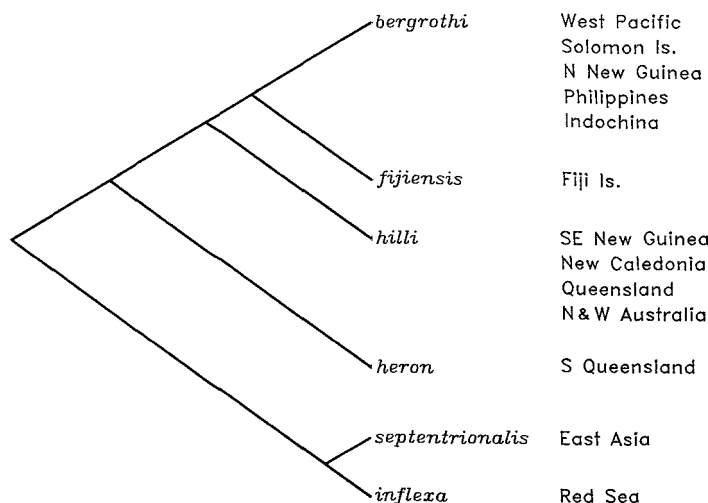 bergrothi West Pacific
Solomon Is.
N New Guinea
Philippines
Indochina
fijiensis Fiji Is.
hilli SE New Guinea
New Caledonia
Queensland
N & W Australia
heron S Queensland
septentrionalis East Asia
inflexa Red Sea